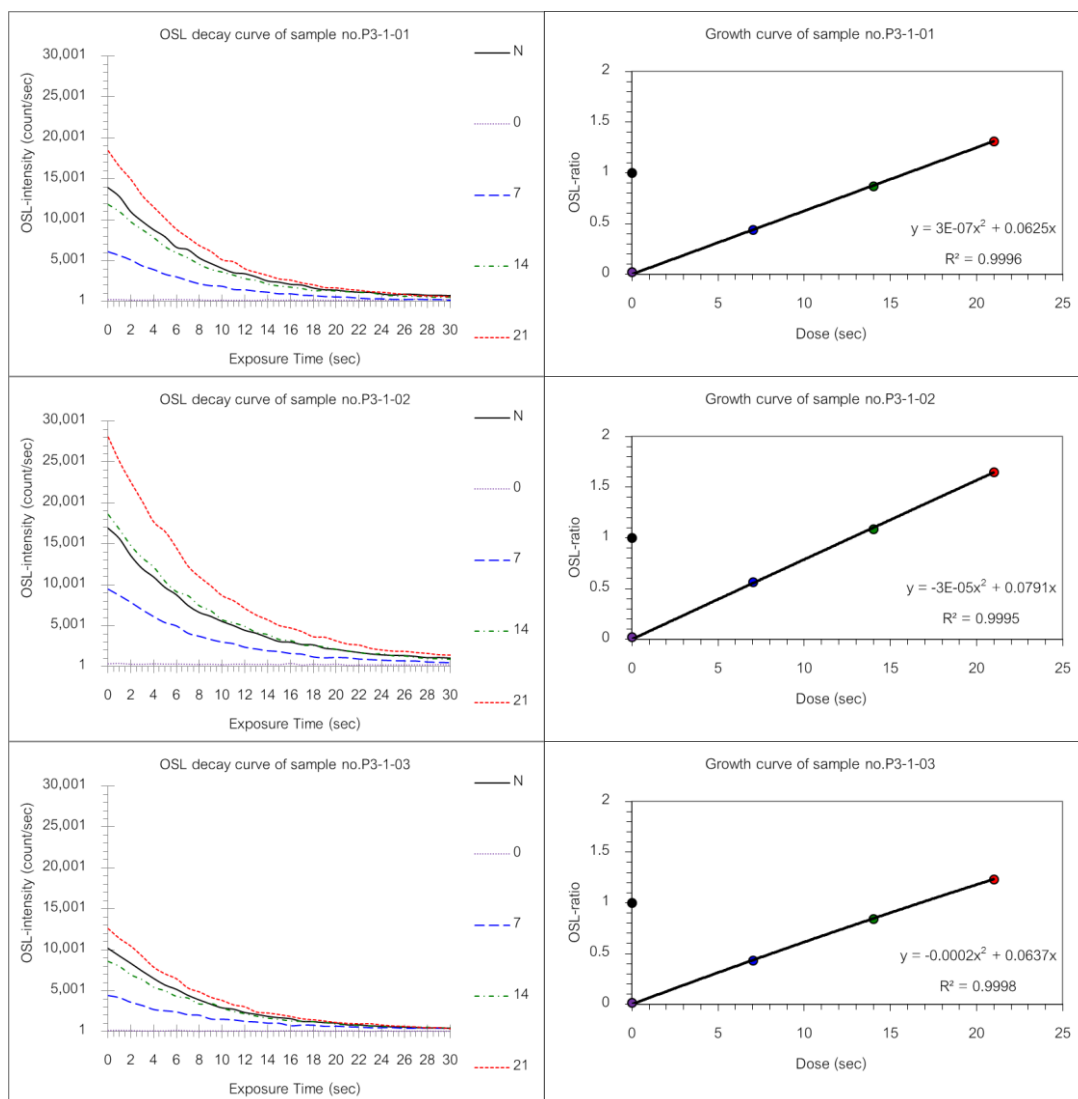 OSL decay curve of sample no.P3-1-01
OSL-intensity (count/sec)
30,001
25,001
20,001
15,001
10,001
5,001
1
0 2 4 6 8 10 12 14 16 18 20 22 24 26 28 30
Exposure Time (sec)
N
0
7
14
21
Growth curve of sample no.P3-1-01
OSL-ratio
2
1.5
1
0.5
0
0 5 10 15 20 25
Dose (sec)
y = 3E-07x² + 0.0625x
R² = 0.9996
OSL decay curve of sample no.P3-1-02
OSL-intensity (count/sec)
30,001
25,001
20,001
15,001
10,001
5,001
1
0 2 4 6 8 10 12 14 16 18 20 22 24 26 28 30
Exposure Time (sec)
N
0
7
14
21
Growth curve of sample no.P3-1-02
OSL-ratio
2
1.5
1
0.5
0
0 5 10 15 20 25
Dose (sec)
y = -3E-05x² + 0.0791x
R² = 0.9995
OSL decay curve of sample no.P3-1-03
OSL-intensity (count/sec)
30,001
25,001
20,001
15,001
10,001
5,001
1
0 2 4 6 8 10 12 14 16 18 20 22 24 26 28 30
Exposure Time (sec)
N
0
7
14
21
Growth curve of sample no.P3-1-03
OSL-ratio
2
1.5
1
0.5
0
0 5 10 15 20 25
Dose (sec)
y = -0.0002x² + 0.0637x
R² = 0.9998